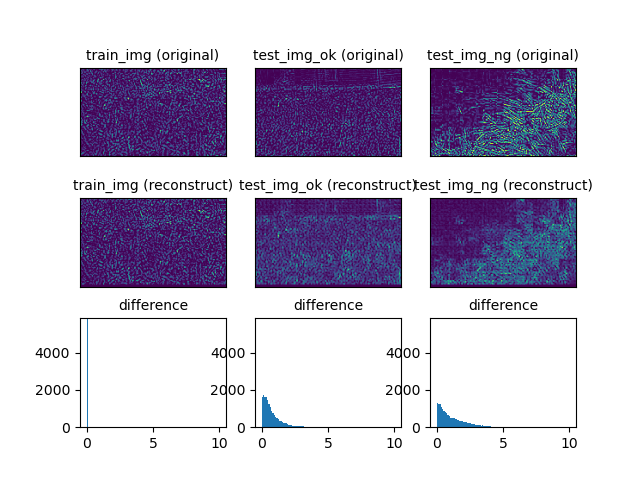 train_img (original) test_img_ok (original) test_img_ng (original)
train_img (reconstruct) test_img_ok (reconstruct) test_img_ng (reconstruct)
difference difference difference
4000 4000 4000
2000 2000 2000
0 0 0
0 5 10 0 5 10 0 5 10